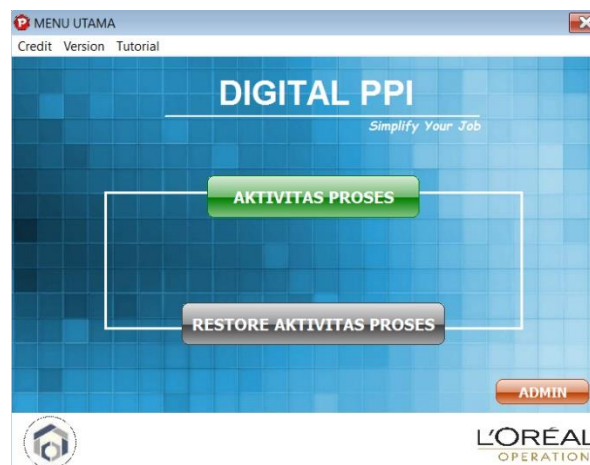 MENU UTAMA
Credit Version Tutorial
DIGITAL PPI
Simplify Your Job
AKTIVITAS PROSES
RESTORE AKTIVITAS PROSES
ADMIN
L'ORÉAL
OPERATION